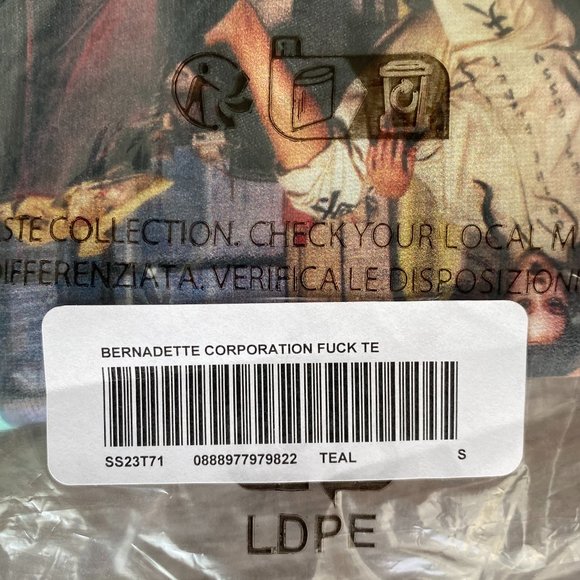 STE COLLECTION. CHECK YOUR LOCAL M
DIFFERENZIATA. VERIFICA LE DISPOSIZIONI
BERNADETTE CORPORATION FUCK TE
SS23T71 0888977979822 TEAL S
LDPE